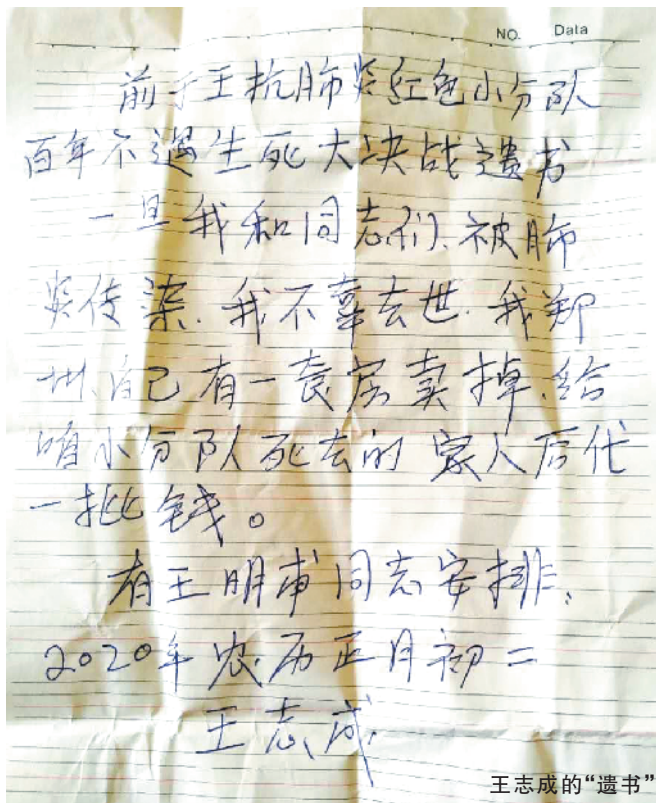 NO. Data
前于王抗肺炎红色小分队
百年不遇生死大决战遗书
一旦我和同志们、被肺
炎传染.我不幸去世.我郑
州、自己有一套房卖掉、给
咱小分队死去的家人后代
一批钱。
有王明甫同志安排.
2020年农历正月初二
王志成
王志成的“遗书”